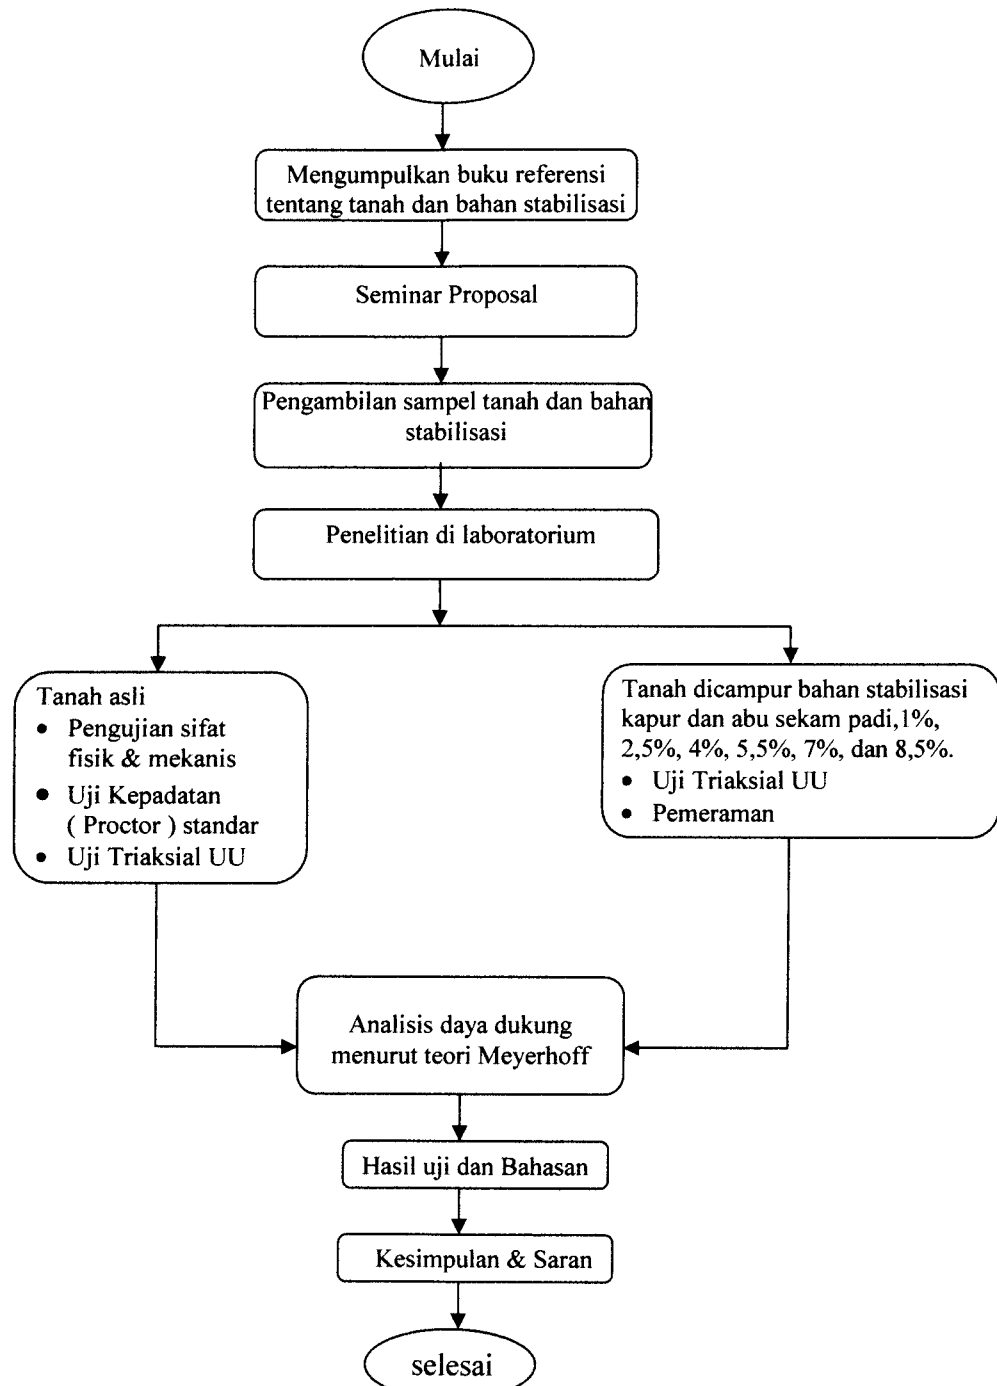 Mulai
Mengumpulkan buku referensi
tentang tanah dan bahan stabilisasi
Seminar Proposal
Pengambilan sampel tanah dan bahan
stabilisasi
Penelitian di laboratorium
Tanah asli
• Pengujian sifat
fisik & mekanis
• Uji Kepadatan
( Proctor ) standar
• Uji Triaksial UU
Tanah dicampur bahan stabilisasi
kapur dan abu sekam padi,1%,
2,5%, 4%, 5,5%, 7%, dan 8,5%.
• Uji Triaksial UU
• Pemeraman
Analisis daya dukung
menurut teori Meyerhoff
Hasil uji dan Bahasan
Kesimpulan & Saran
selesai